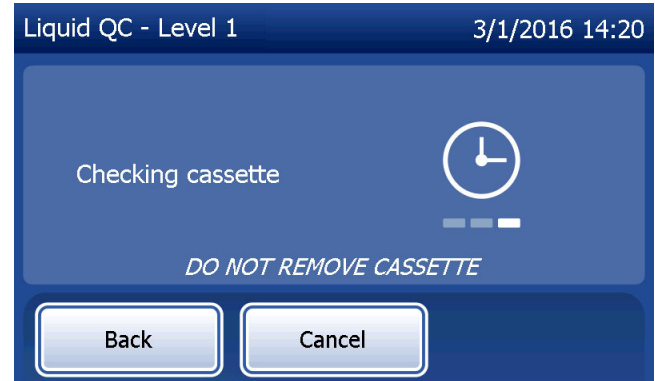 Liquid QC - Level 1 3/1/2016 14:20
Checking cassette
DO NOT REMOVE CASSETTE
Back Cancel